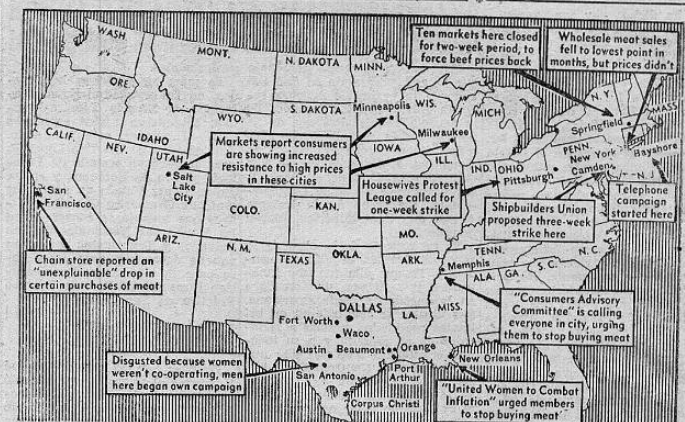 Ten markets here closed
for two-week period, to
force beef prices back
Wholesale meat sales
fell to lowest point in
months, but prices didn't
WASH
MONT.
N. DAKOTA
MINN.
ORE.
S. DAKOTA
Minneapolis
WIS.
MICH
N.Y.
MASS
Springfield
WYO.
IDAHO
Milwaukee
CALIF.
NEV.
UTAH
Markets report consumers
are showing increased
resistance to high prices
in these cities
IOWA
ILL.
IND.
OHIO
PENN.
Pittsburgh
New York
Camden
N.J
Bayshore
Salt
Lake
City
San
Francisco
COLO.
KAN.
MO.
Housewives Protest
League called for
one-week strike
Shipbuilders Union
proposed three-week
strike here
Telephone
campaign
started here
ARIZ.
N.M.
TEXAS
OKLA.
ARK.
TENN.
N.C.
S.C.
Memphis
ALA.
GA.
MISS.
LA.
Chain store reported an
"unexplainable" drop in
certain purchases of meat
"Consumers Advisory
Committee" is calling
everyone in city, urging
them to stop buying meat
DALLAS
Fort Worth
Waco
Austin
Beaumont
Orange
San Antonio
Port
Arthur
New Orleans
Corpus Christi
Disgusted because women
weren't co-operating, men
here began own campaign
"United Women to Combat
Inflation" urged members
to stop buying meat